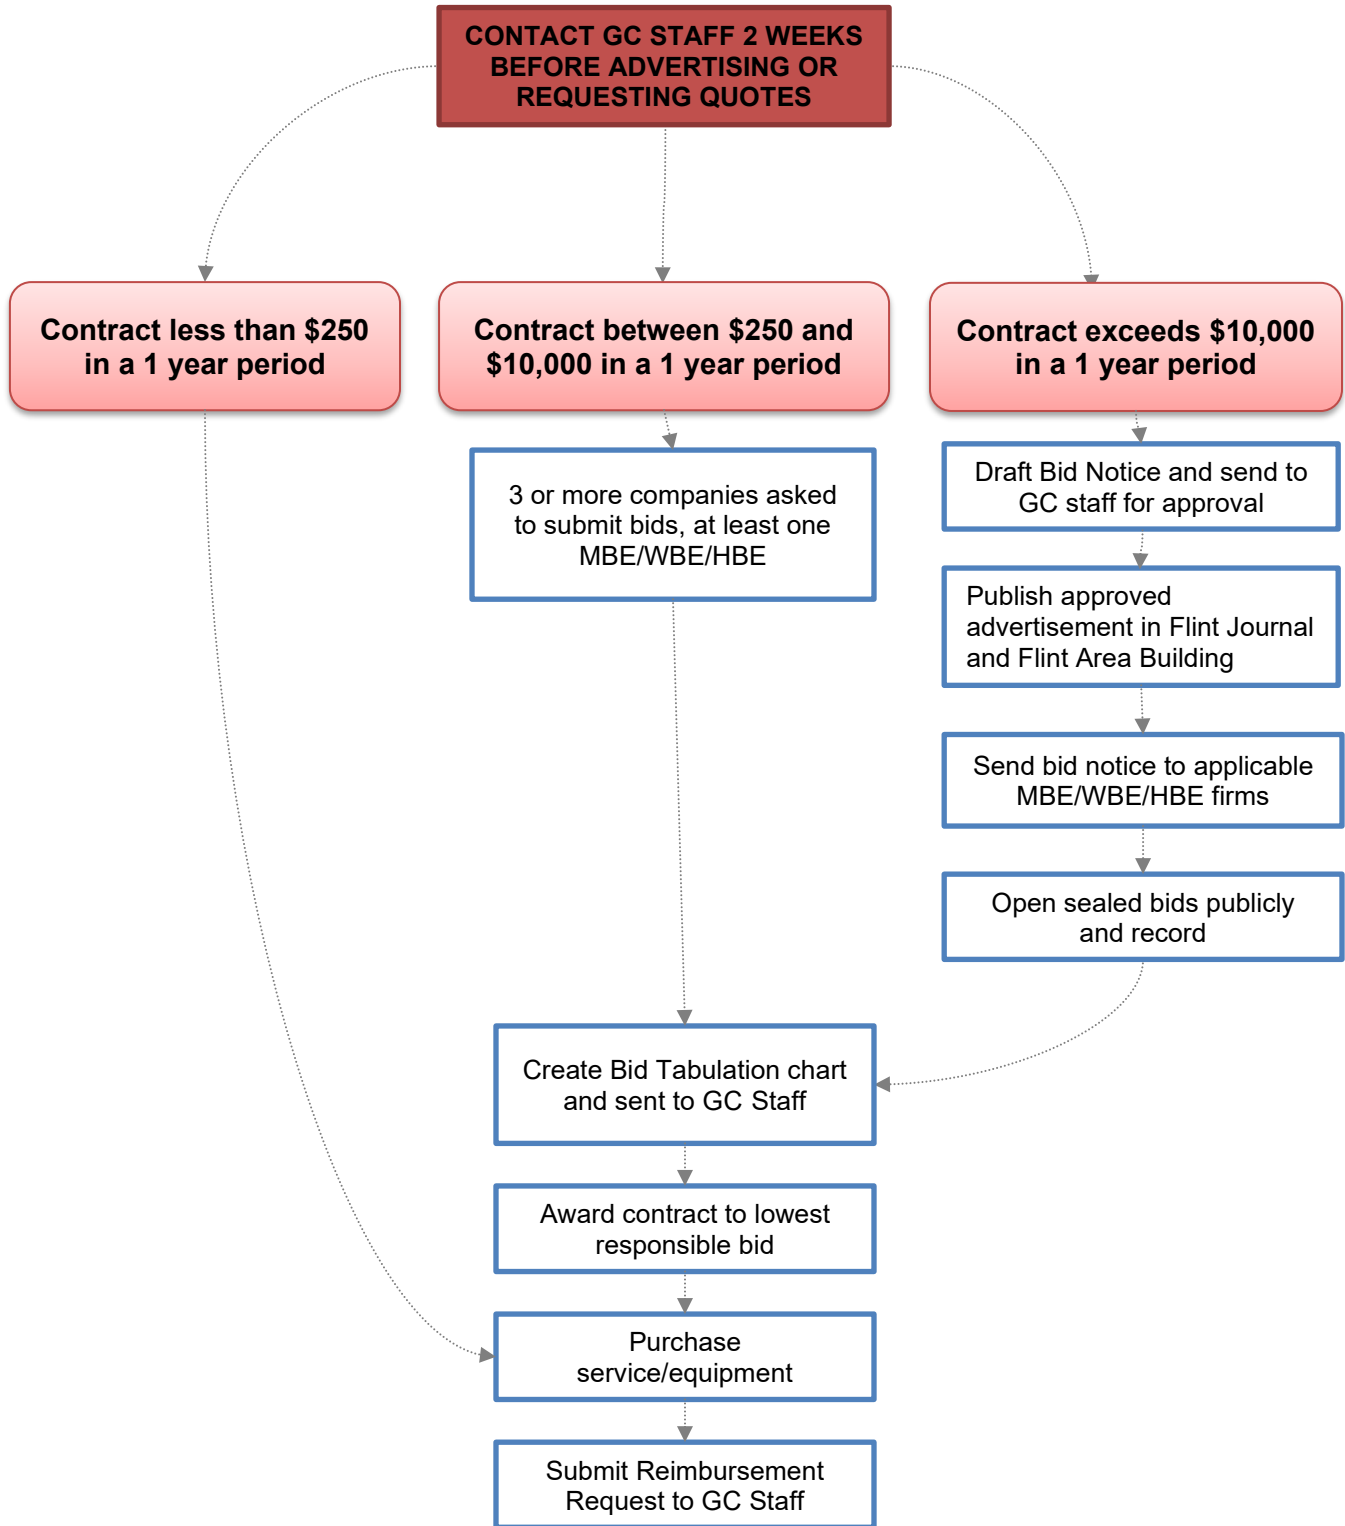 CONTACT GC STAFF 2 WEEKS
BEFORE ADVERTISING OR
REQUESTING QUOTES
Contract less than $250
in a 1 year period
Contract between $250 and
$10,000 in a 1 year period
Contract exceeds $10,000
in a 1 year period
3 or more companies asked
to submit bids, at least one
MBE/WBE/HBE
Draft Bid Notice and send to
GC staff for approval
Publish approved
advertisement in Flint Journal
and Flint Area Building
Send bid notice to applicable
MBE/WBE/HBE firms
Open sealed bids publicly
and record
Create Bid Tabulation chart
and sent to GC Staff
Award contract to lowest
responsible bid
Purchase
service/equipment
Submit Reimbursement
Request to GC Staff